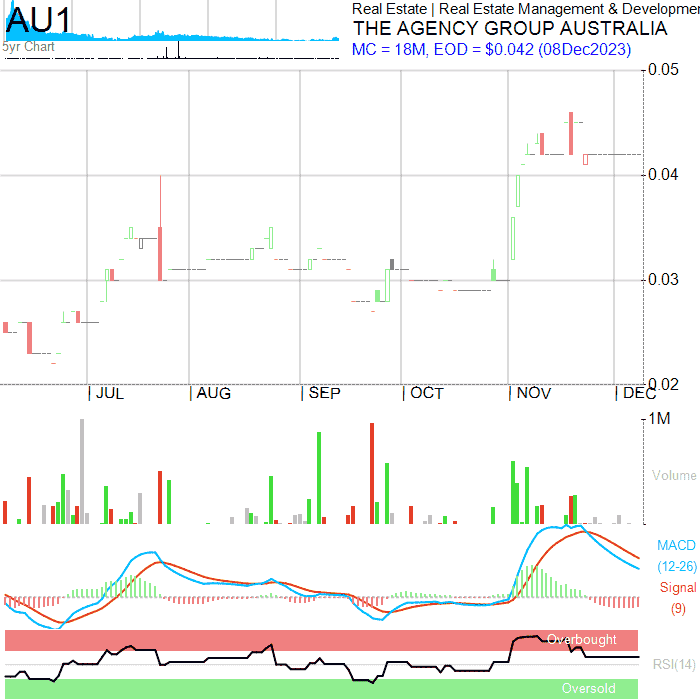 AU1
5yr Chart
Real Estate | Real Estate Management & Developmen
THE AGENCY GROUP AUSTRALIA
MC = 18M, EOD = $0.042 (08Dec2023)
0.05
0.04
0.03
0.02
JUL AUG SEP OCT NOV DEC
1M
Volume
MACD
(12-26)
Signal
(9)
Overbought
RSI(14)
Oversold